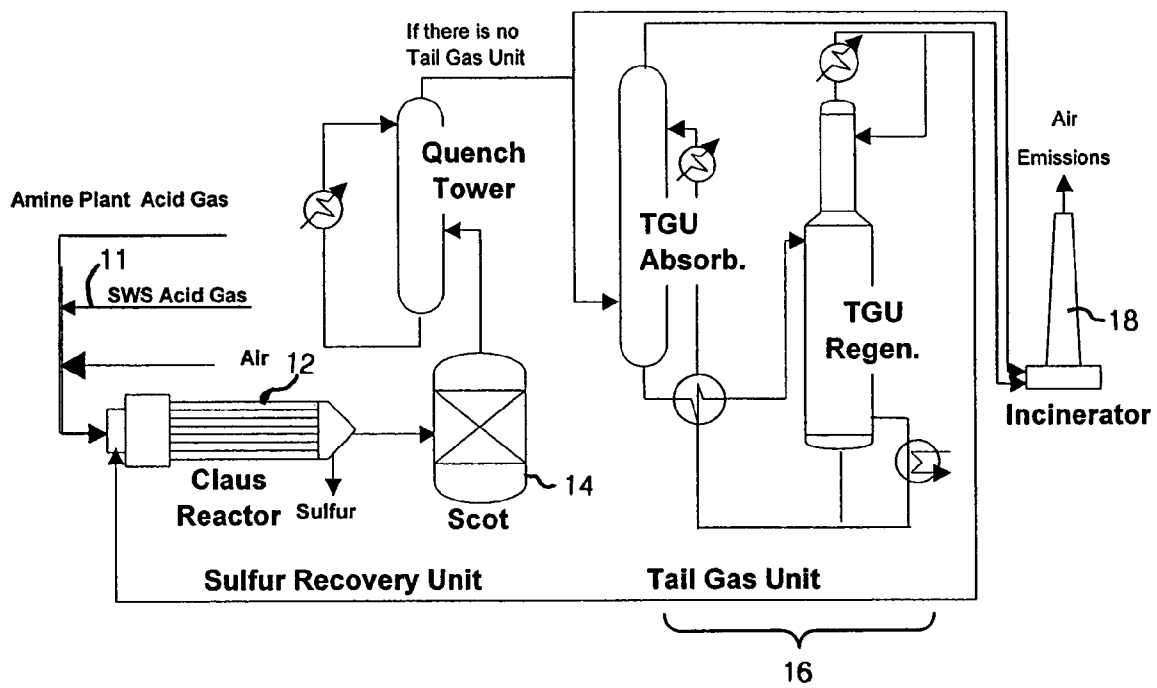 If there is no
Tail Gas Unit
Quench
Tower
Amine Plant Acid Gas
11
SWS Acid Gas
Air
12
Claus
Reactor
Sulfur
14
Scot
TGU
Absorb.
TGU
Regen.
Air
Emissions
18
Incinerator
Sulfur Recovery Unit
Tail Gas Unit
16